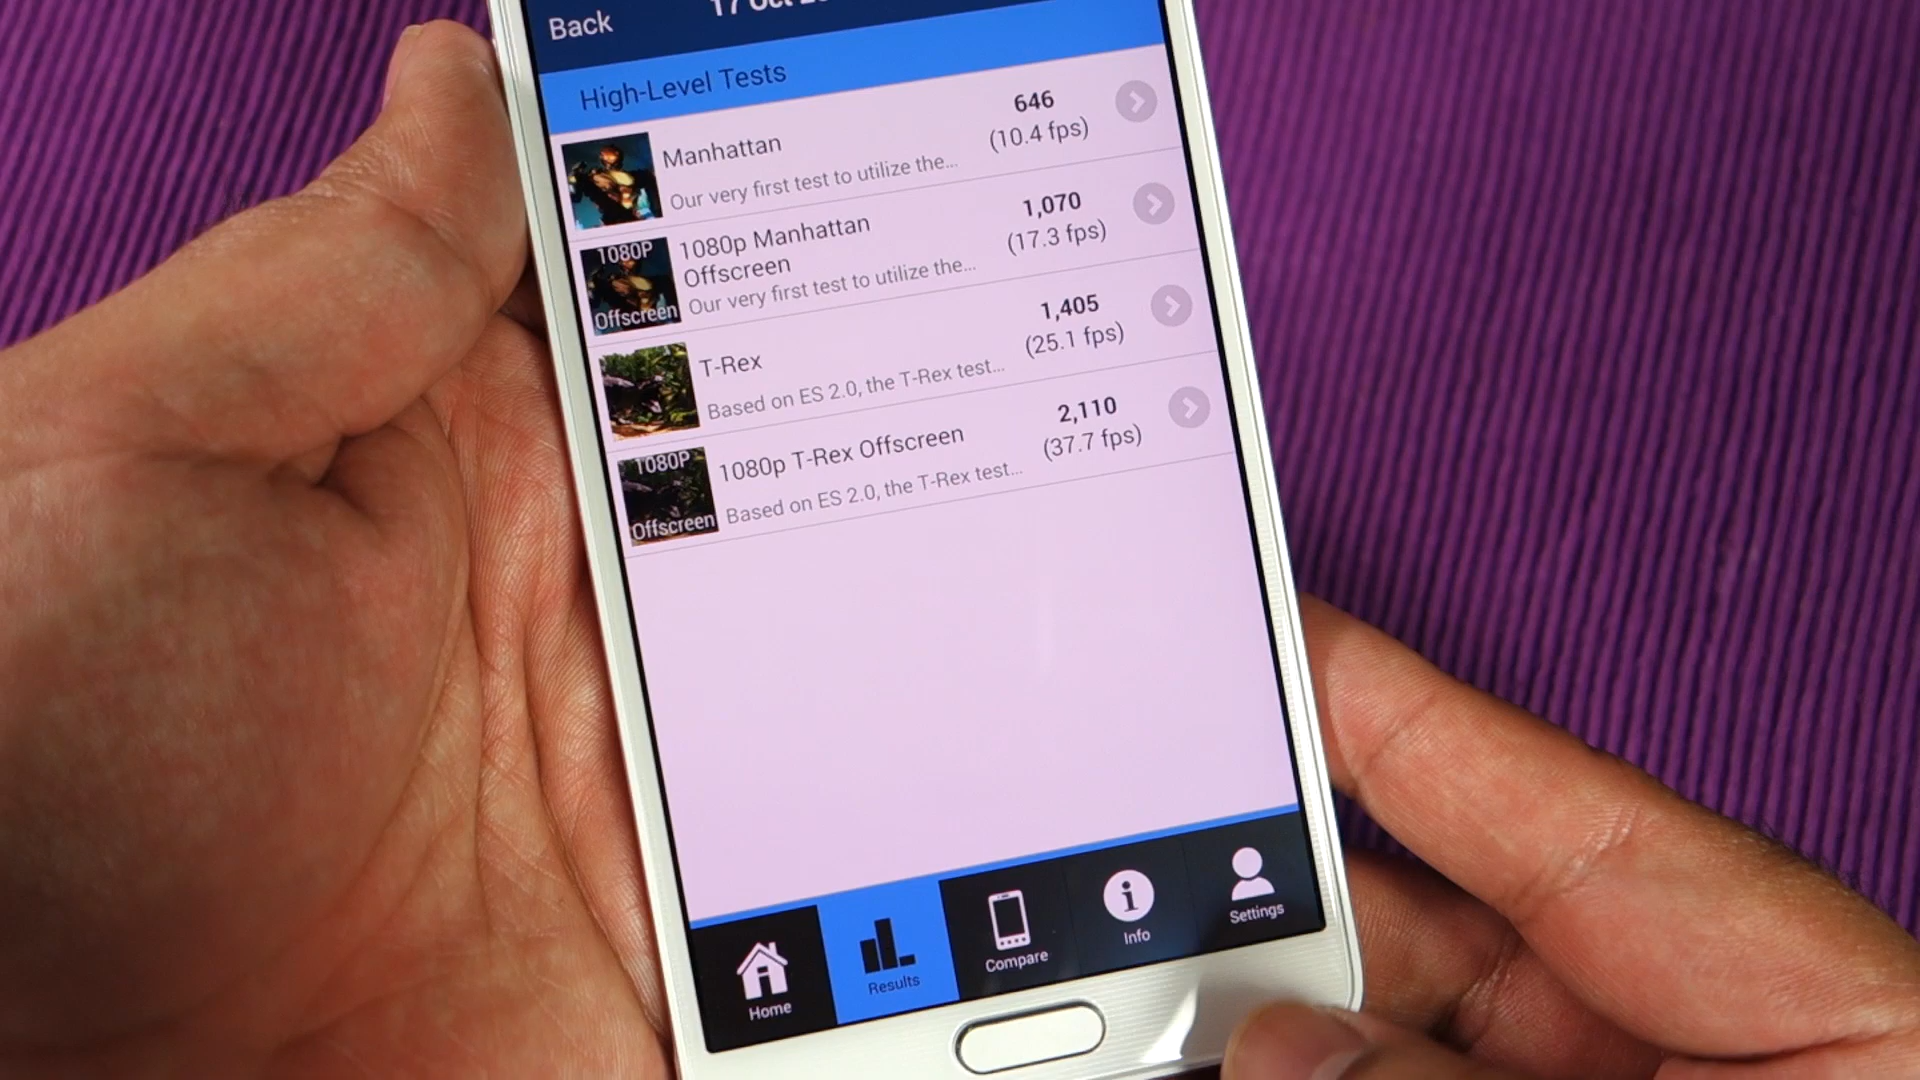 Back
17 Oct
High-Level Tests
Manhattan
Our very first test to utilize the...
646
(10.4 fps)
1080P
Offscreen
1080p Manhattan
Offscreen
Our very first test to utilize the...
1,070
(17.3 fps)
T-Rex
Based on ES 2.0, the T-Rex test...
1,405
(25.1 fps)
1080P
Offscreen
1080p T-Rex Offscreen
Based on ES 2.0, the T-Rex test...
2,110
(37.7 fps)
Home
Results
Compare
Info
Settings